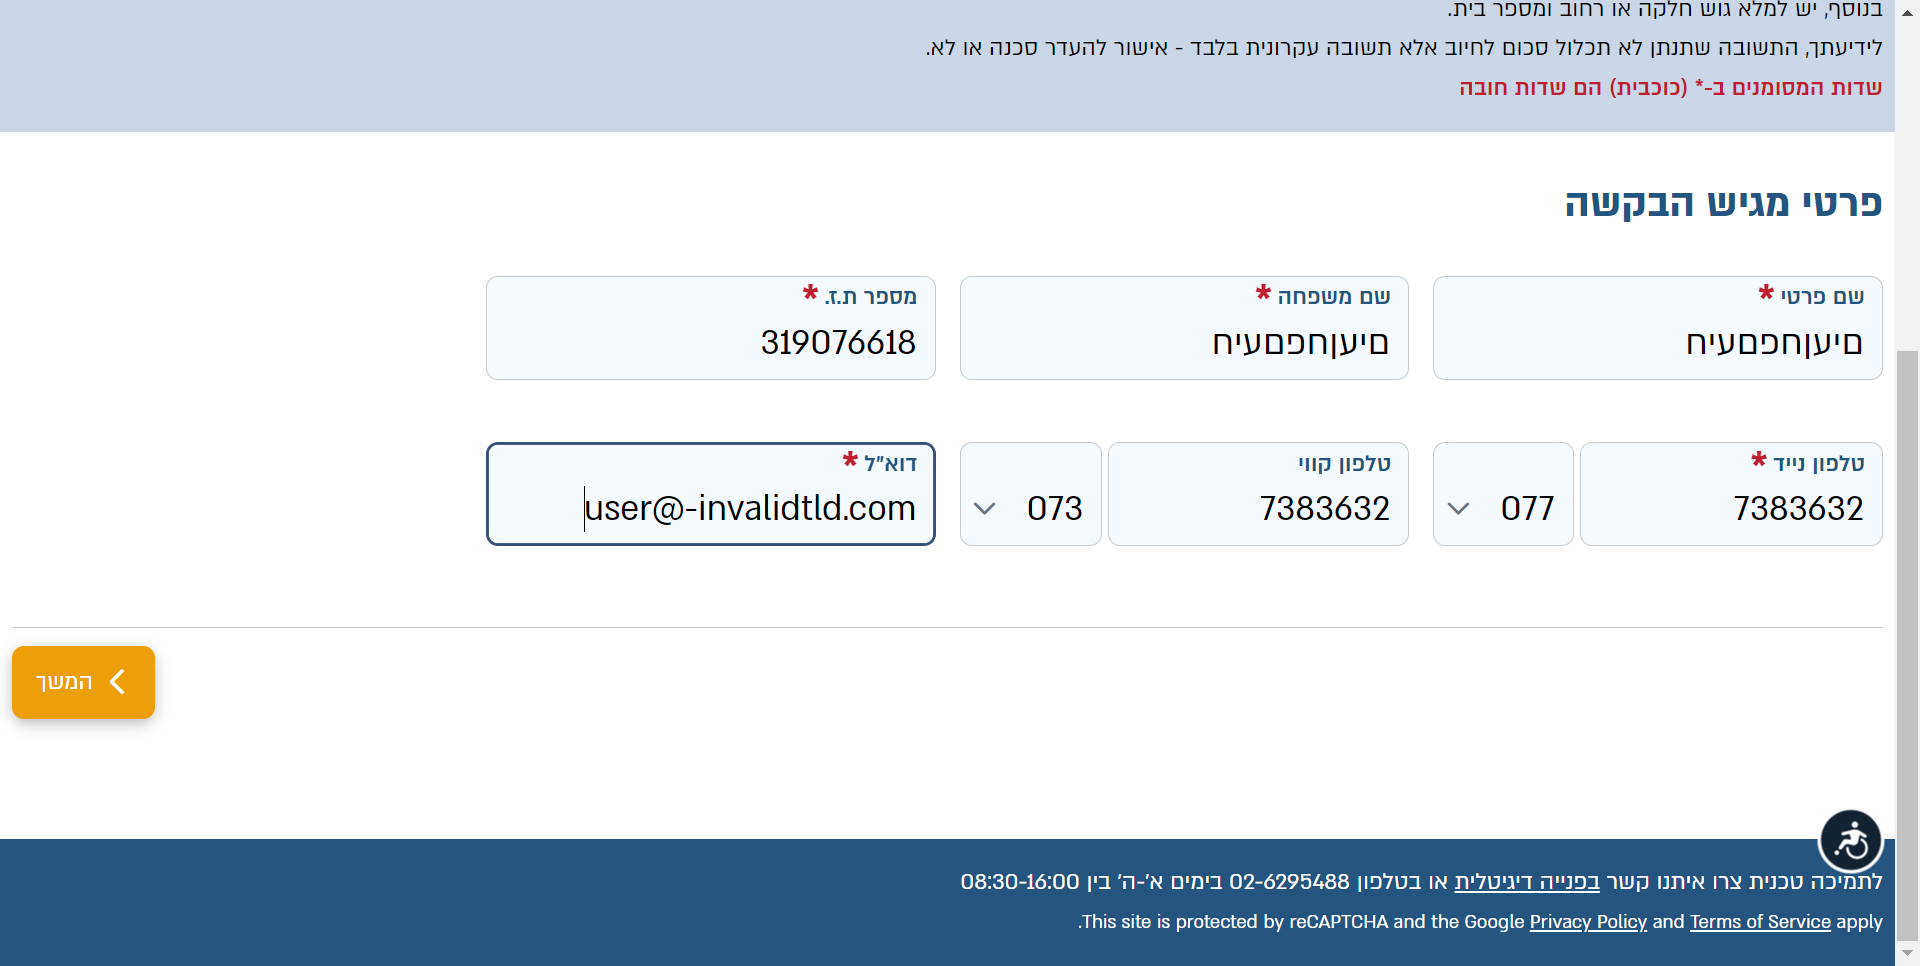 בנוסף, יש למלא גוש חלקה או רחוב ומספר בית.
לידיעתך, התשובה שתנתן לא תכלול סכום לחיוב אלא תשובה עקרונית בלבד - אישור להעדר סכנה או לא.
שדות המסומנים ב-* (כוכבית) הם שדות חובה
פרטי מגיש הבקשה
שם פרטי *
םיעןחפםעיח
שם משפחה *
םיעןחפםעיח
מספר ת.ז. *
319076618
טלפון נייד *
7383632
077
טלפון קווי
7383632
073
דוא"ל *
user@-invalidtld.com
המשך
לתמיכה טכנית צרו איתנו קשר בפנייה דיגיטלית או בטלפון 02-6295488 בימים א'-ה' בין 08:30-16:00
This site is protected by reCAPTCHA and the Google Privacy Policy and Terms of Service apply.